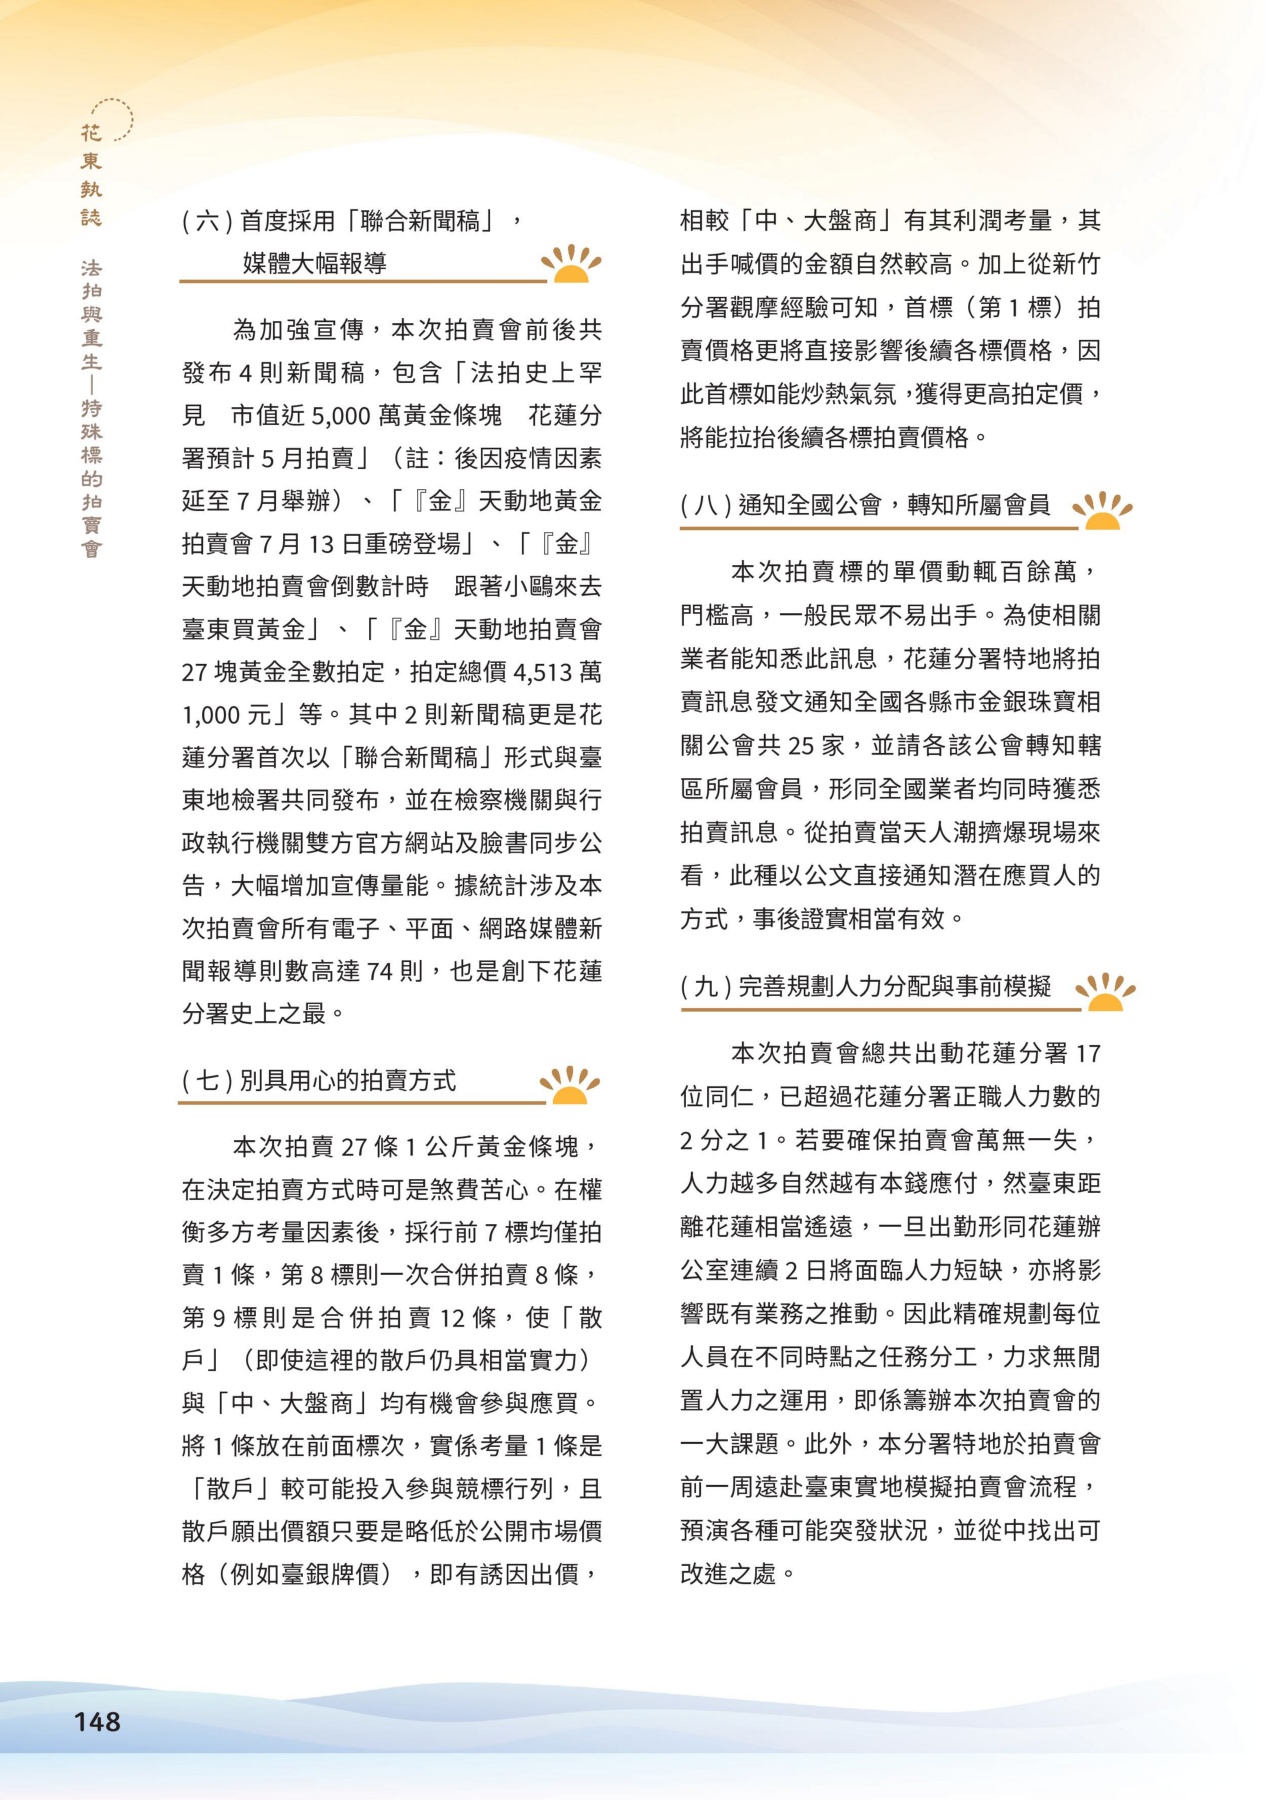 花東執誌　法拍與重生—特殊標的拍賣會
( 六 ) 首度採用「聯合新聞稿」，
媒體大幅報導
為加強宣傳，本次拍賣會前後共
發布 4 則新聞稿，包含「法拍史上罕
見　市值近 5,000 萬黃金條塊　花蓮分
署預計 5 月拍賣」（註：後因疫情因素
延至 7 月舉辦）、「『金』天動地黃金
拍賣會 7 月 13 日重磅登場」、「『金』
天動地拍賣會倒數計時　跟著小鷗來去
臺東買黃金」、「『金』天動地拍賣會
27 塊黃金全數拍定，拍定總價 4,513 萬
1,000 元」等。其中 2 則新聞稿更是花
蓮分署首次以「聯合新聞稿」形式與臺
東地檢署共同發布，並在檢察機關與行
政執行機關雙方官方網站及臉書同步公
告，大幅增加宣傳量能。據統計涉及本
次拍賣會所有電子、平面、網路媒體新
聞報導則數高達 74 則，也是創下花蓮
分署史上之最。
( 七 ) 別具用心的拍賣方式
本次拍賣 27 條 1 公斤黃金條塊，
在決定拍賣方式時可是煞費苦心。在權
衡多方考量因素後，採行前 7 標均僅拍
賣 1 條，第 8 標則一次合併拍賣 8 條，
第 9 標則是合併拍賣 12 條，使「散
戶」（即使這裡的散戶仍具相當實力）
與「中、大盤商」均有機會參與應買。
將 1 條放在前面標次，實係考量 1 條是
「散戶」較可能投入參與競標行列，且
散戶願出價額只要是略低於公開市場價
格（例如臺銀牌價），即有誘因出價，
相較「中、大盤商」有其利潤考量，其
出手喊價的金額自然較高。加上從新竹
分署觀摩經驗可知，首標（第 1 標）拍
賣價格更將直接影響後續各標價格，因
此首標如能炒熱氣氛，獲得更高拍定價，
將能拉抬後續各標拍賣價格。
( 八 ) 通知全國公會，轉知所屬會員
本次拍賣標的單價動輒百餘萬，
門檻高，一般民眾不易出手。為使相關
業者能知悉此訊息，花蓮分署特地將拍
賣訊息發文通知全國各縣市金銀珠寶相
關公會共 25 家，並請各該公會轉知轄
區所屬會員，形同全國業者均同時獲悉
拍賣訊息。從拍賣當天人潮擠爆現場來
看，此種以公文直接通知潛在應買人的
方式，事後證實相當有效。
( 九 ) 完善規劃人力分配與事前模擬
本次拍賣會總共出動花蓮分署 17
位同仁，已超過花蓮分署正職人力數的
2 分之 1。若要確保拍賣會萬無一失，
人力越多自然越有本錢應付，然臺東距
離花蓮相當遙遠，一旦出勤形同花蓮辦
公室連續 2 日將面臨人力短缺，亦將影
響既有業務之推動。因此精確規劃每位
人員在不同時點之任務分工，力求無閒
置人力之運用，即係籌辦本次拍賣會的
一大課題。此外，本分署特地於拍賣會
前一周遠赴臺東實地模擬拍賣會流程，
預演各種可能突發狀況，並從中找出可
改進之處。
148